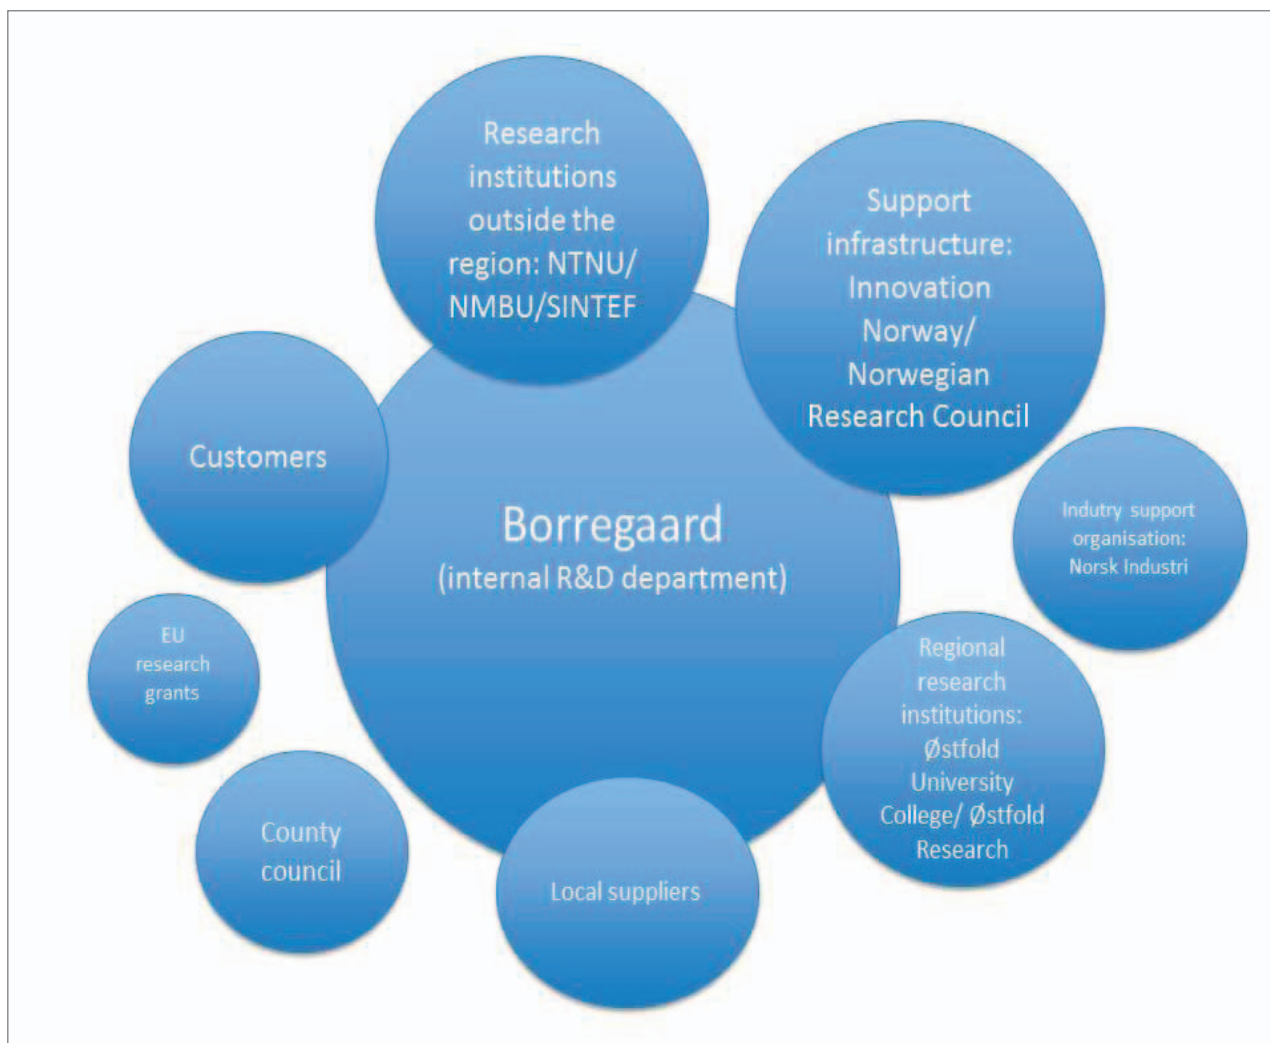 Research
institutions
outside the
region: NTNU/
NMBU/SINTEF
Support
infrastructure:
Innovation
Norway/
Norwegian
Research Council
Customers
Borregaard
(internal R&D department)
Indutry support
organisation:
Norsk Industri
EU
research
grants
Regional
research
institutions:
Østfold
University
College/ Østfold
Research
County
council
Local suppliers